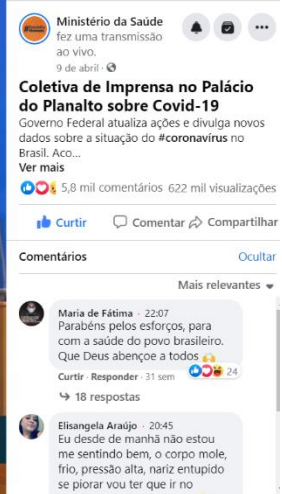 Ministério da Saúde
fez uma transmissão
ao vivo.
9 de abril ·
Coletiva de Imprensa no Palácio
do Planalto sobre Covid-19
Governo Federal atualiza ações e divulga novos
dados sobre a situação do #coronavírus no
Brasil. Aco...
Ver mais
5,8 mil comentários 622 mil visualizações
Curtir Comentar Compartilhar
Comentários Ocultar
Mais relevantes
Maria de Fátima · 22:07
Parabéns pelos esforços, para
com a saúde do povo brasileiro.
Que Deus abençoe a todos 🙌
24
Curtir · Responder · 31 sem
18 respostas
Elisangela Araújo · 20:45
Eu desde de manhã não estou
me sentindo bem, o corpo mole,
frio, pressão alta, nariz entupido
se piorar vou ter que ir no